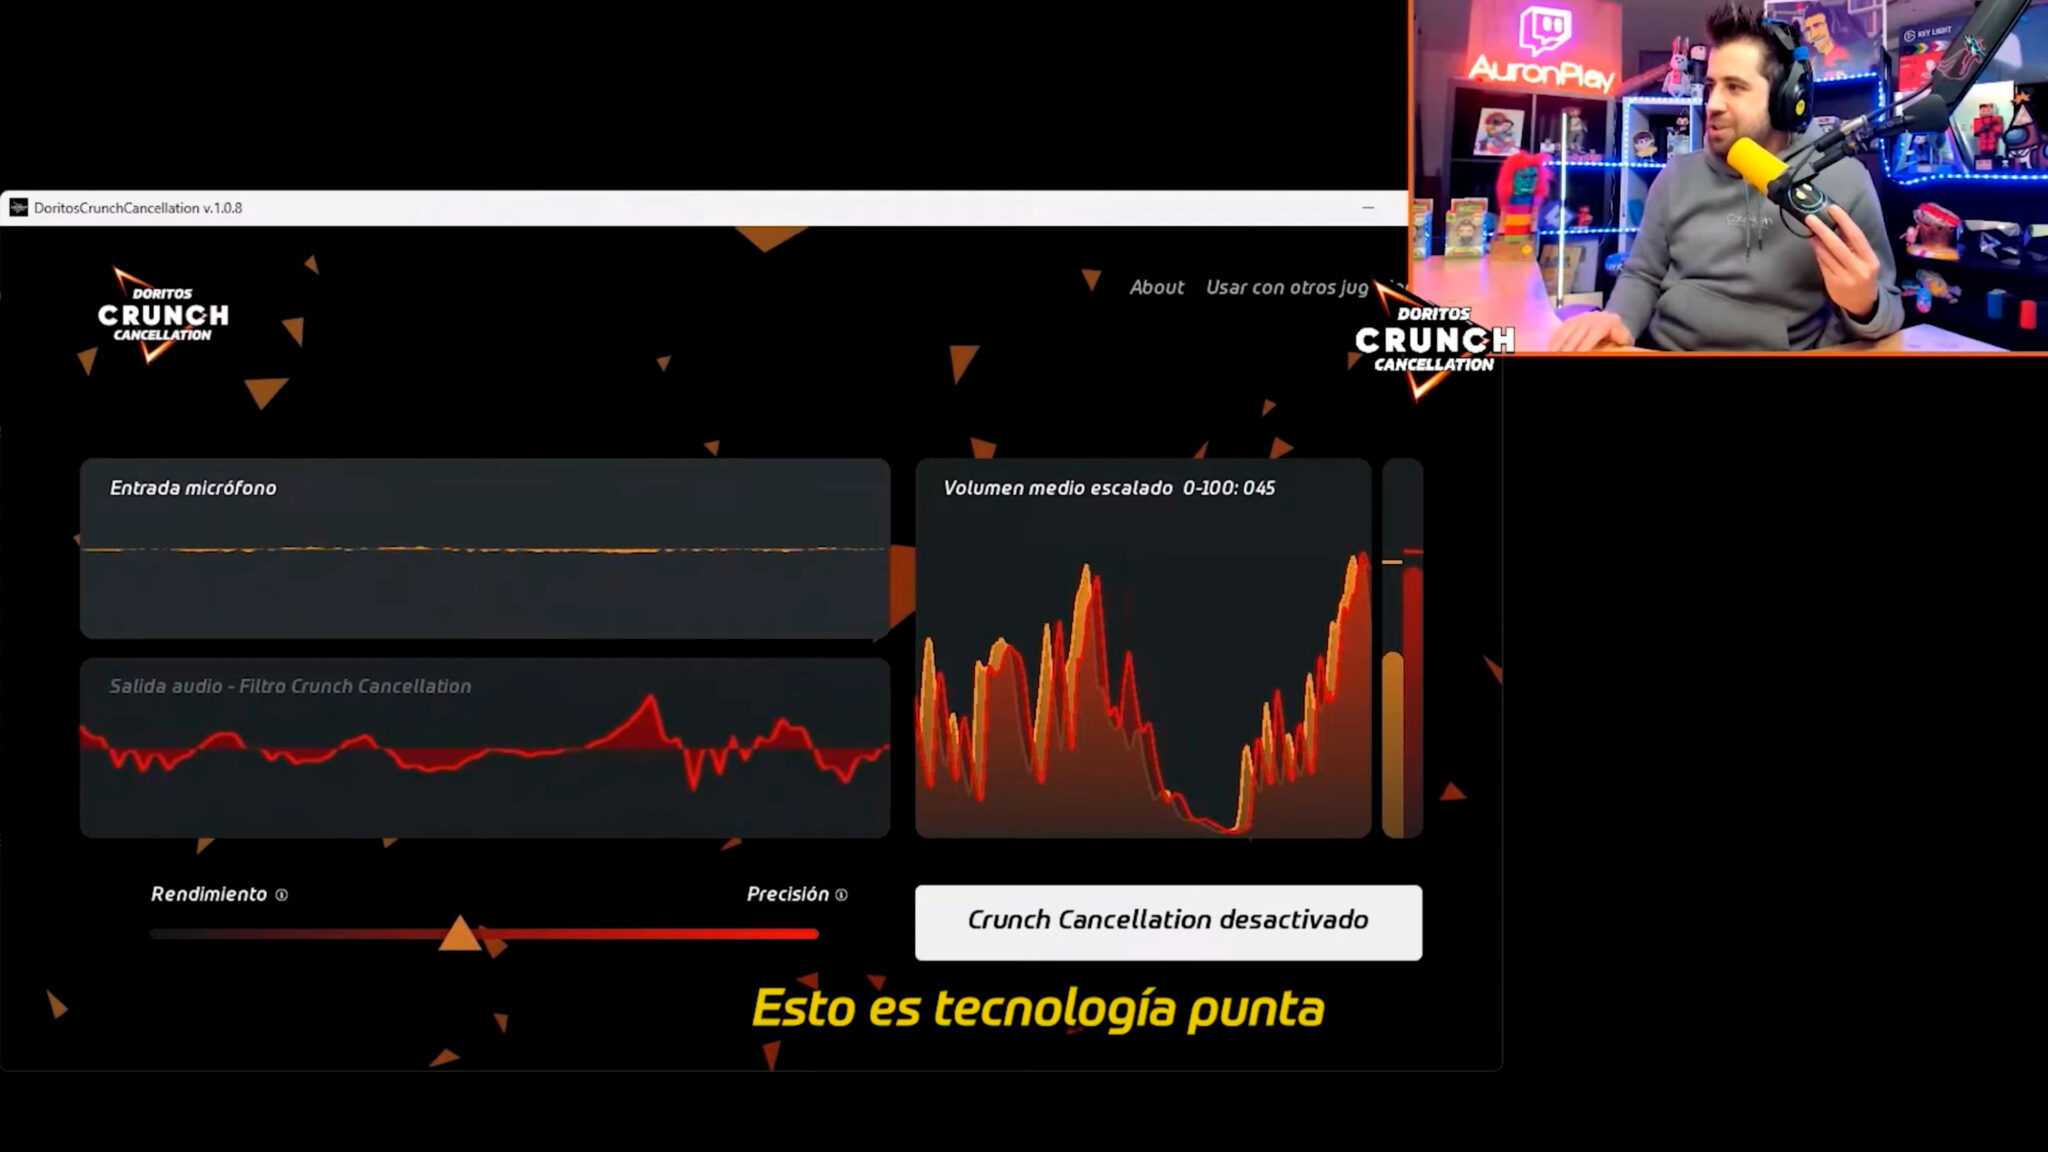 AuronPlay
KEY LIGHT
DoritosCrunchCancellation v.1.0.8
DORITOS
CRUNCH
CANCELLATION
About
Usar con otros jug
DORITOS
CRUNCH
CANCELLATION
Entrada micrófono
Volumen medio escalado 0-100: 045
Salida audio - Filtro Crunch Cancellation
Rendimiento
Precisión
Crunch Cancellation desactivado
Esto es tecnología punta